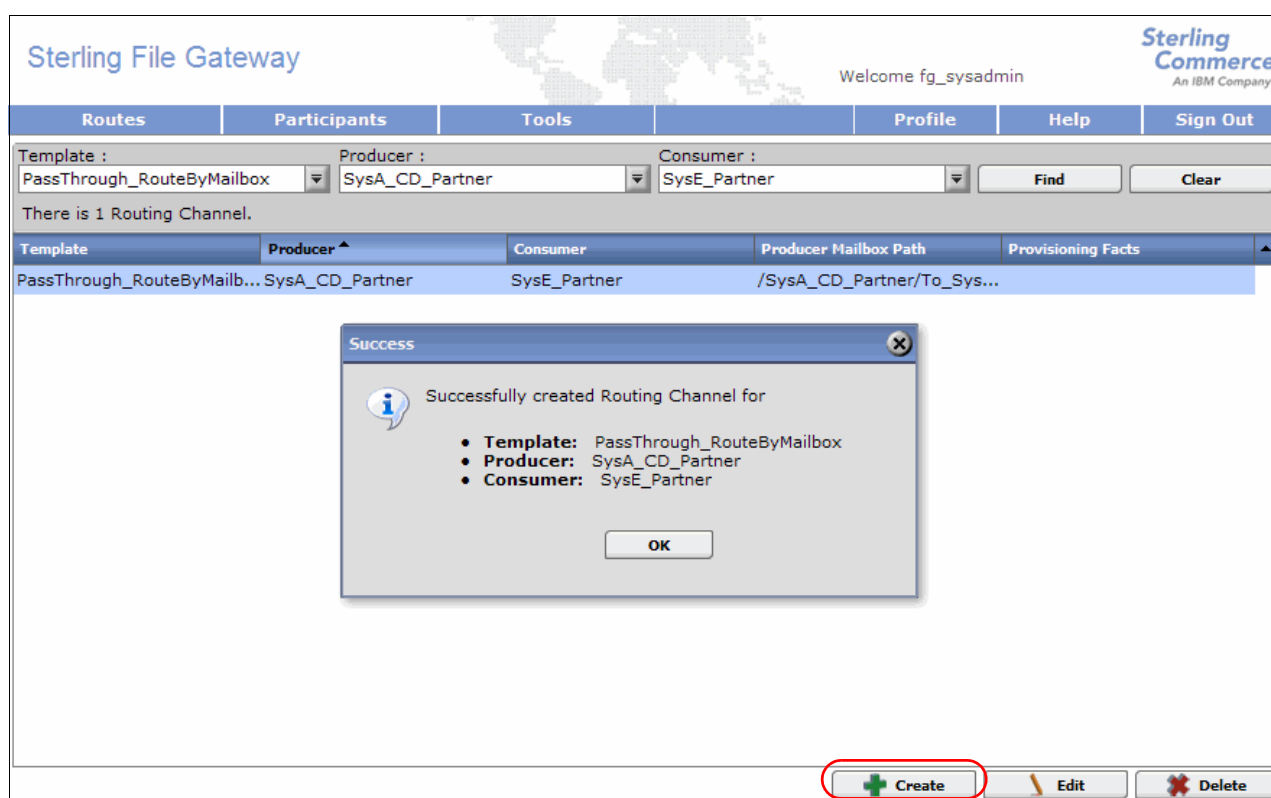 Sterling File Gateway
Welcome fg_sysadmin
Sterling
Commerce
An IBM Company
Routes Participants Tools Profile Help Sign Out
Template : Producer : Consumer :
PassThrough_RouteByMailbox SysA_CD_Partner SysE_Partner Find Clear
There is 1 Routing Channel.
Template Producer Consumer Producer Mailbox Path Provisioning Facts
PassThrough_RouteByMailb... SysA_CD_Partner SysE_Partner /SysA_CD_Partner/To_Sys...
Success
Successfully created Routing Channel for
• Template: PassThrough_RouteByMailbox
• Producer: SysA_CD_Partner
• Consumer: SysE_Partner
OK
Create Edit Delete